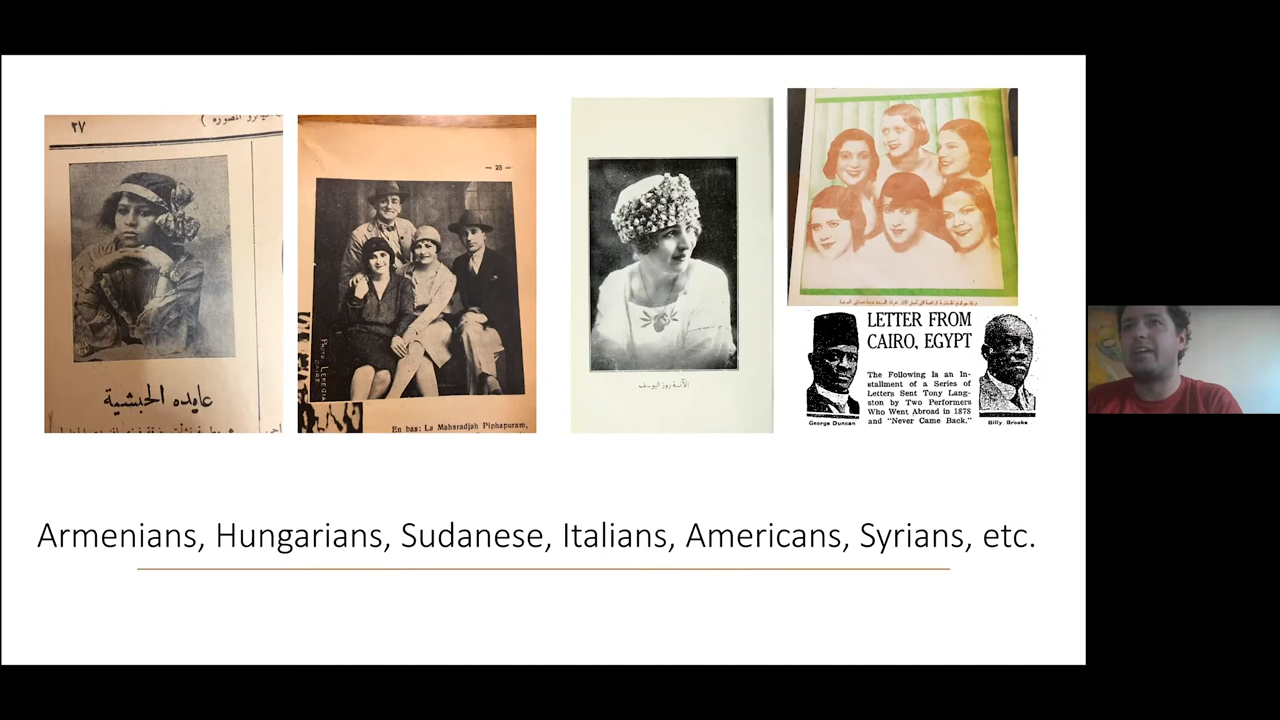 ٢٧
عايده الحبشية
— 23 —
En bas: La Maharadjah Piphapuram,
الآنسة روز اليوسف
LETTER FROM
CAIRO, EGYPT
The Following Is an In-
stallment of a Series of
Letters Sent Tony Lang-
ston by Two Performers
Who Went Abroad in 1878
and "Never Came Back."
George Duncan
Billy Brooks
Armenians, Hungarians, Sudanese, Italians, Americans, Syrians, etc.